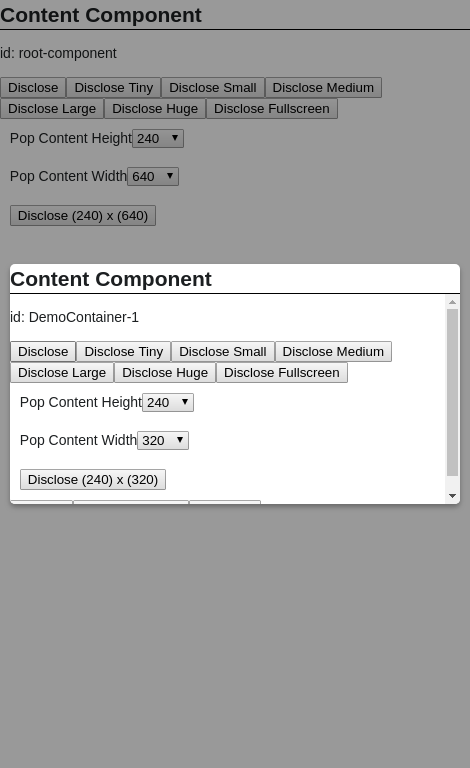 Content Component
id: root-component
Disclose Disclose Tiny Disclose Small Disclose Medium
Disclose Large Disclose Huge Disclose Fullscreen
Pop Content Height 240
Pop Content Width 640
Disclose (240) x (640)
Content Component
id: DemoContainer-1
Disclose Disclose Tiny Disclose Small Disclose Medium
Disclose Large Disclose Huge Disclose Fullscreen
Pop Content Height 240
Pop Content Width 320
Disclose (240) x (320)